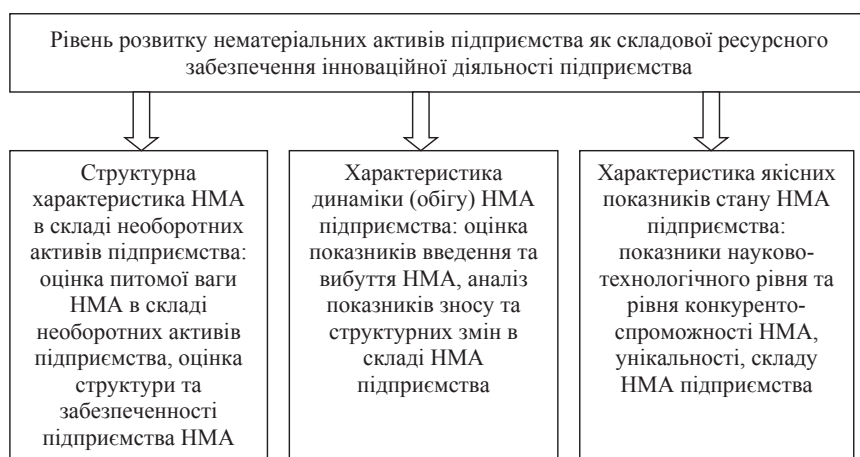 Рівень розвитку нематеріальних активів підприємства як складової ресурсного
забезпечення інноваційної діяльності підприємства
Структурна
характеристика НМА
в складі необоротних
активів підприємства:
оцінка питомої ваги
НМА в складі
необоротних активів
підприємства, оцінка
структури та
забезпеченності
підприємства НМА
Характеристика
динаміки (обігу) НМА
підприємства: оцінка
показників введення та
вибуття НМА, аналіз
показників зносу та
структурних змін в
складі НМА
підприємства
Характеристика якісних
показників стану НМА
підприємства:
показники науково-
технологічного рівня та
рівня конкуренто-
спроможності НМА,
унікальності, складу
НМА підприємства